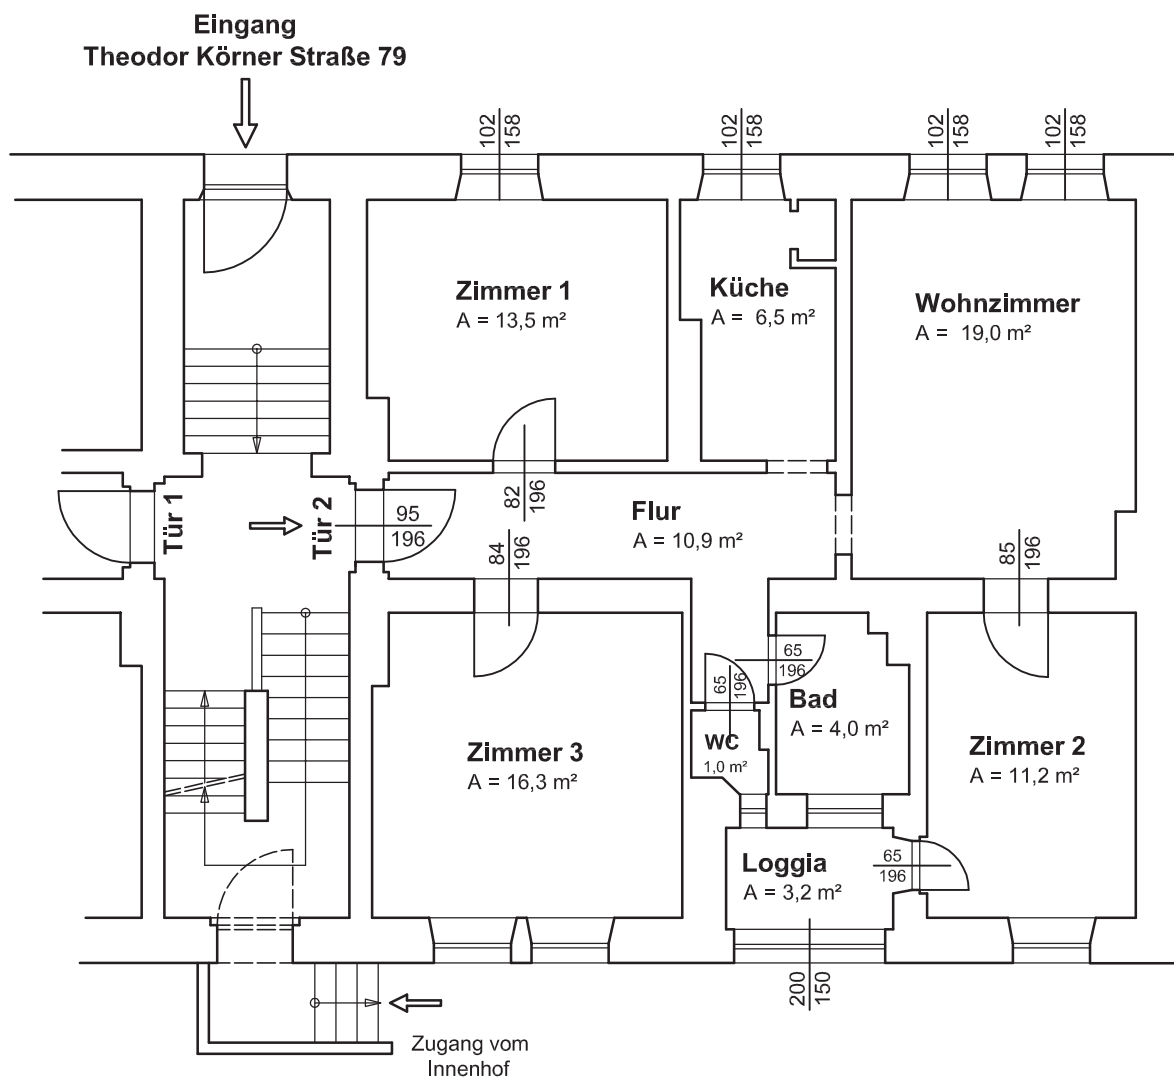 Eingang
Theodor Körner Straße 79
102
158
102
158
102
158
102
158
Zimmer 1
A = 13,5 m²
Küche
A = 6,5 m²
Wohnzimmer
A = 19,0 m²
Tür 1
Tür 2
95
196
82
196
Flur
A = 10,9 m²
84
196
85
196
65
196
65
196
Bad
A = 4,0 m²
WC
1,0 m²
Zimmer 3
A = 16,3 m²
Zimmer 2
A = 11,2 m²
Loggia
A = 3,2 m²
65
196
200
150
Zugang vom
Innenhof